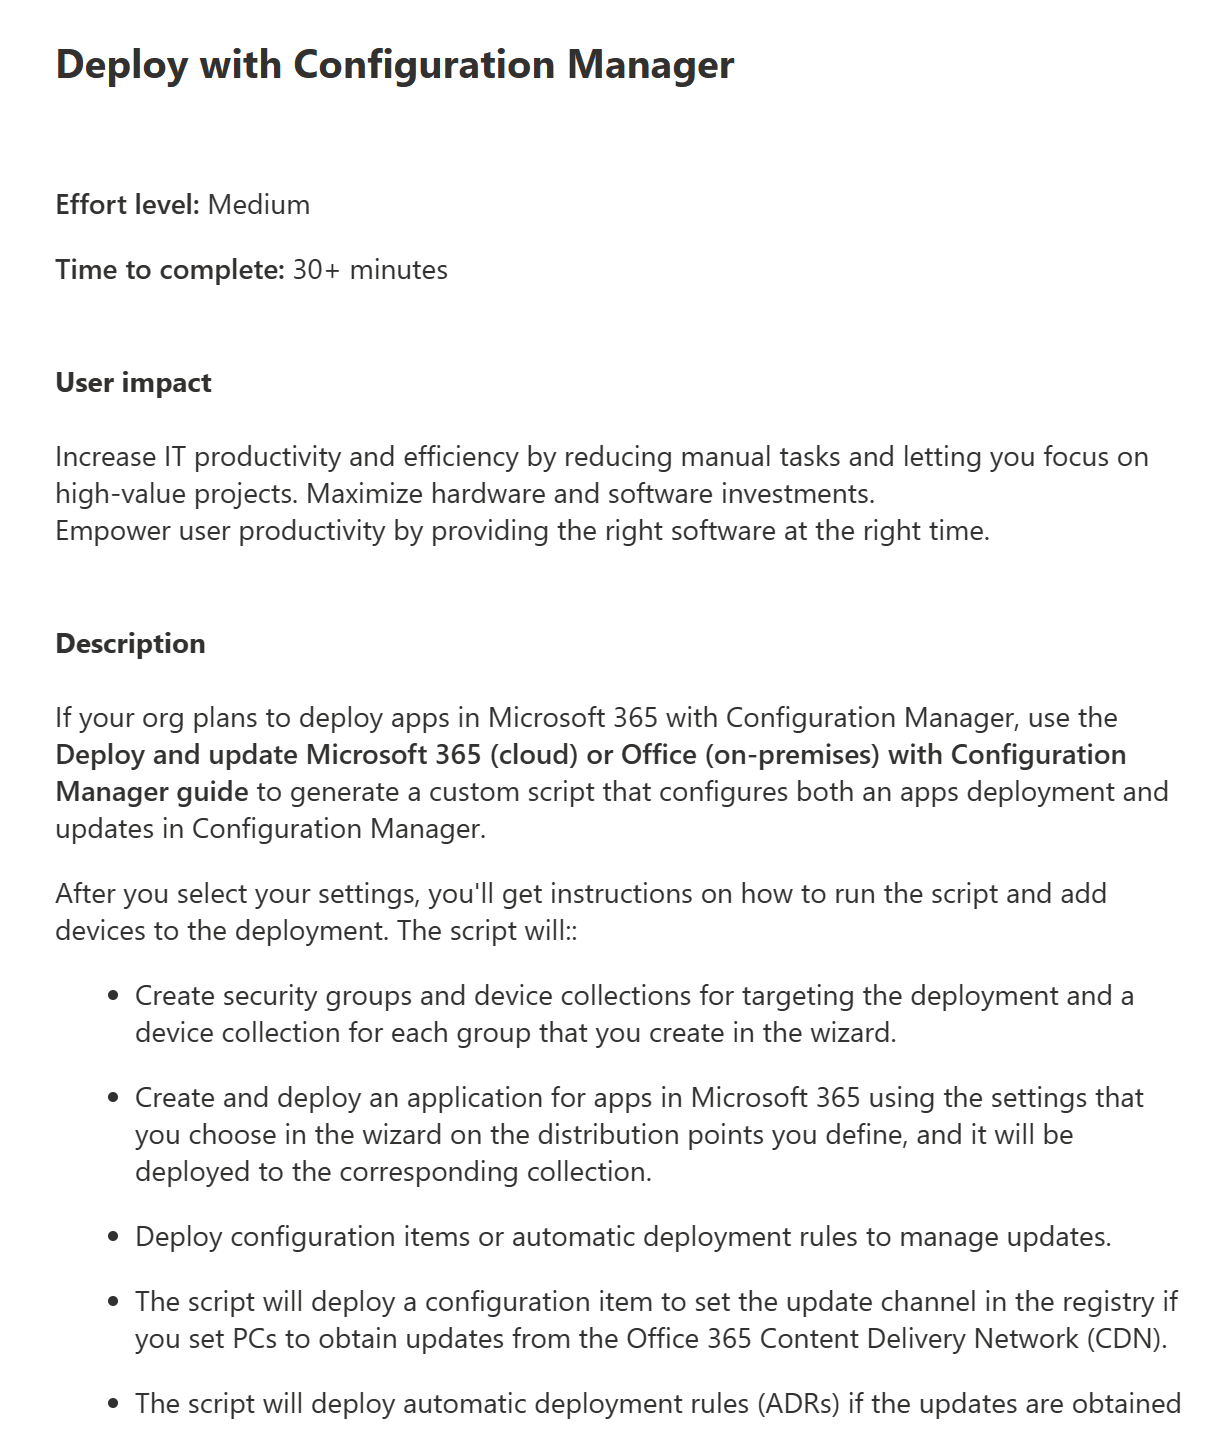 Deploy with Configuration Manager
Effort level: Medium
Time to complete: 30+ minutes
User impact
Increase IT productivity and efficiency by reducing manual tasks and letting you focus on
high-value projects. Maximize hardware and software investments.
Empower user productivity by providing the right software at the right time.
Description
If your org plans to deploy apps in Microsoft 365 with Configuration Manager, use the
Deploy and update Microsoft 365 (cloud) or Office (on-premises) with Configuration
Manager guide to generate a custom script that configures both an apps deployment and
updates in Configuration Manager.
After you select your settings, you'll get instructions on how to run the script and add
devices to the deployment. The script will::
• Create security groups and device collections for targeting the deployment and a
device collection for each group that you create in the wizard.
• Create and deploy an application for apps in Microsoft 365 using the settings that
you choose in the wizard on the distribution points you define, and it will be
deployed to the corresponding collection.
• Deploy configuration items or automatic deployment rules to manage updates.
• The script will deploy a configuration item to set the update channel in the registry if
you set PCs to obtain updates from the Office 365 Content Delivery Network (CDN).
• The script will deploy automatic deployment rules (ADRs) if the updates are obtained